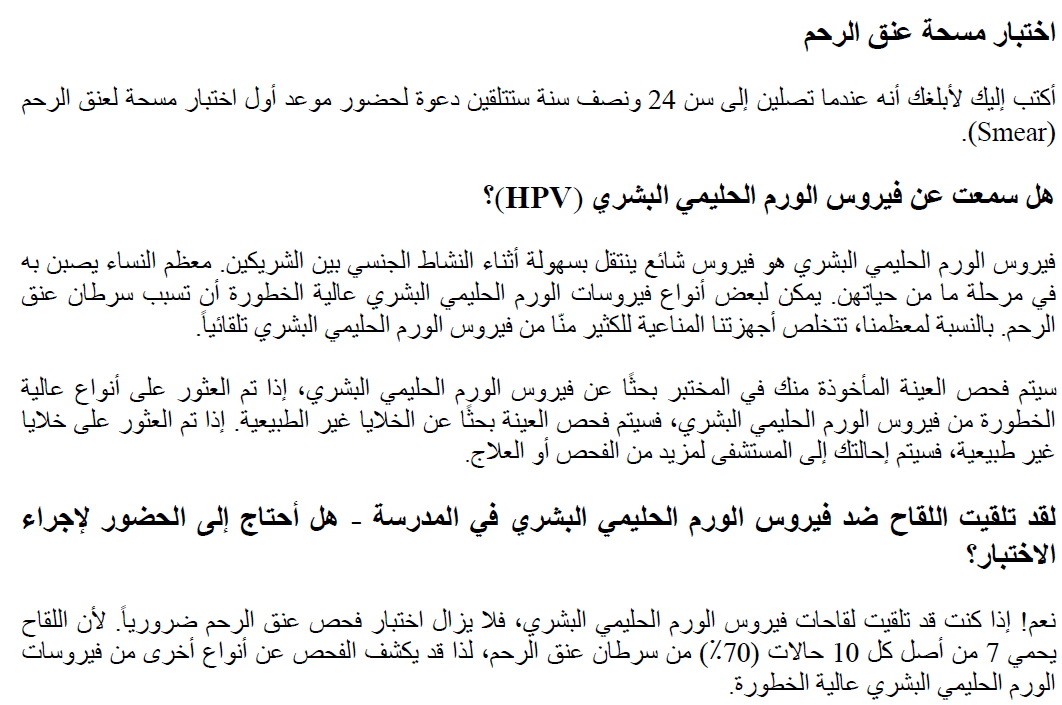 اختبار مسحة عنق الرحم
أكتب إليك لأبلغك أنه عندما تصلين إلى سن 24 ونصف سنة ستتلقين دعوة لحضور موعد أول اختبار مسحة لعنق الرحم
(Smear).
هل سمعت عن فيروس الورم الحليمي البشري (HPV)؟
فيروس الورم الحليمي البشري هو فيروس شائع ينتقل بسهولة أثناء النشاط الجنسي بين الشريكين. معظم النساء يصبن به
في مرحلة ما من حياتهن. يمكن لبعض أنواع فيروسات الورم الحليمي البشري عالية الخطورة أن تسبب سرطان عنق
الرحم. بالنسبة لمعظمنا، تتخلص أجهزتنا المناعية للكثير منّا من فيروس الورم الحليمي البشري تلقائياً.
سيتم فحص العينة المأخوذة منك في المختبر بحثًا عن فيروس الورم الحليمي البشري، إذا تم العثور على أنواع عالية
الخطورة من فيروس الورم الحليمي البشري، فسيتم فحص العينة بحثًا عن الخلايا غير الطبيعية. إذا تم العثور على خلايا
غير طبيعية، فسيتم إحالتك إلى المستشفى لمزيد من الفحص أو العلاج.
لقد تلقيت اللقاح ضد فيروس الورم الحليمي البشري في المدرسة - هل أحتاج إلى الحضور لإجراء
الاختبار؟
نعم! إذا كنت قد تلقيت لقاحات فيروس الورم الحليمي البشري، فلا يزال اختبار فحص عنق الرحم ضرورياً. لأن اللقاح
يحمي 7 من أصل كل 10 حالات (70٪) من سرطان عنق الرحم، لذا قد يكشف الفحص عن أنواع أخرى من فيروسات
الورم الحليمي البشري عالية الخطورة.